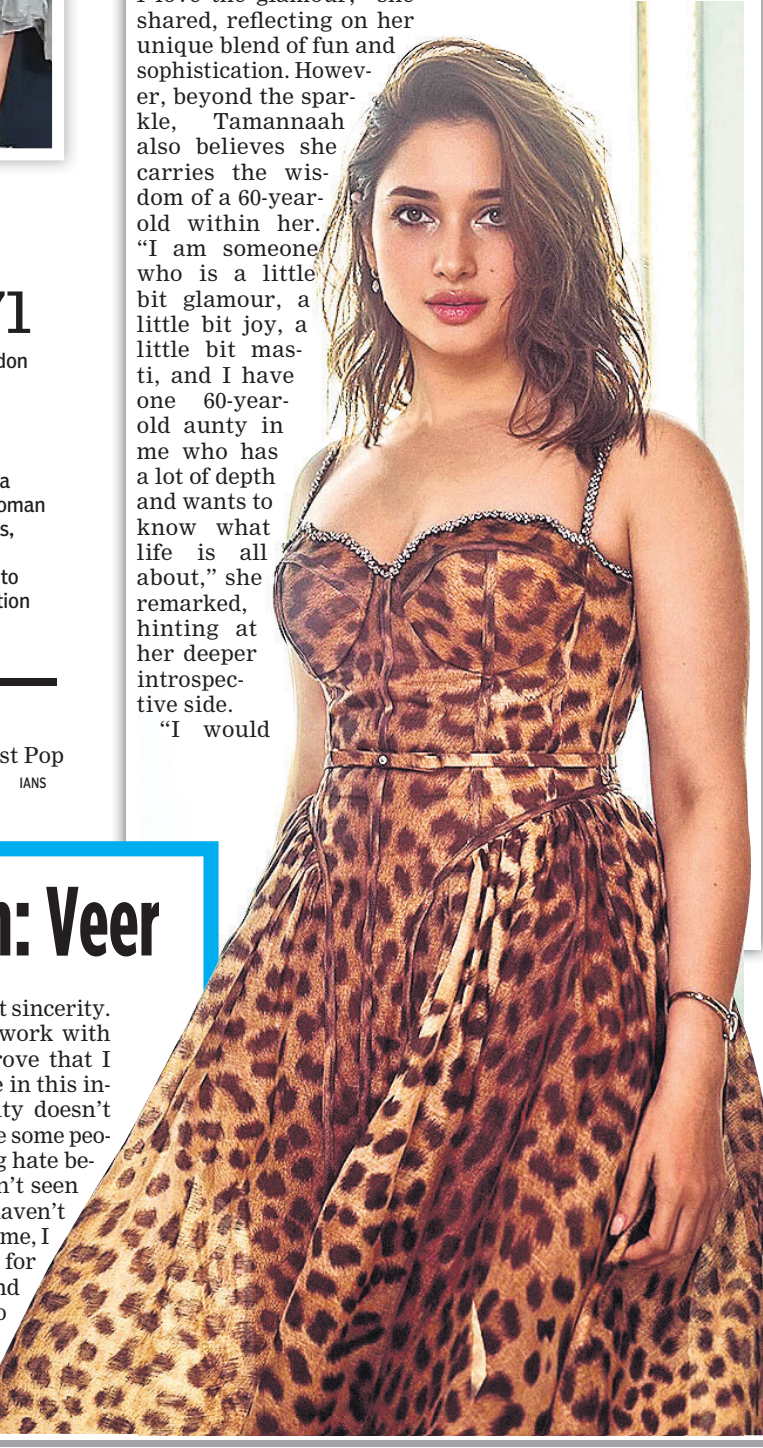 shared, reflecting on her
unique blend of fun and
sophistication. Howev-
er, beyond the spar-
kle, Tamannaah
also believes she
carries the wis-
dom of a 60-year-
old within her.
“I am someone
who is a little
bit glamour, a
little bit joy, a
little bit mas-
ti, and I have
one 60-year-
old aunty in
me who has
a lot of depth
and wants to
know what
life is all
about,” she
remarked,
hinting at
her deeper
introspec-
tive side.
“I would
71
don
a
oman
s,
to
tion
st Pop
IANS
n: Veer
t sincerity.
work with
rove that I
e in this in-
ity doesn’t
e some peo-
g hate be-
n’t seen
aven’t
me, I
for
nd
o